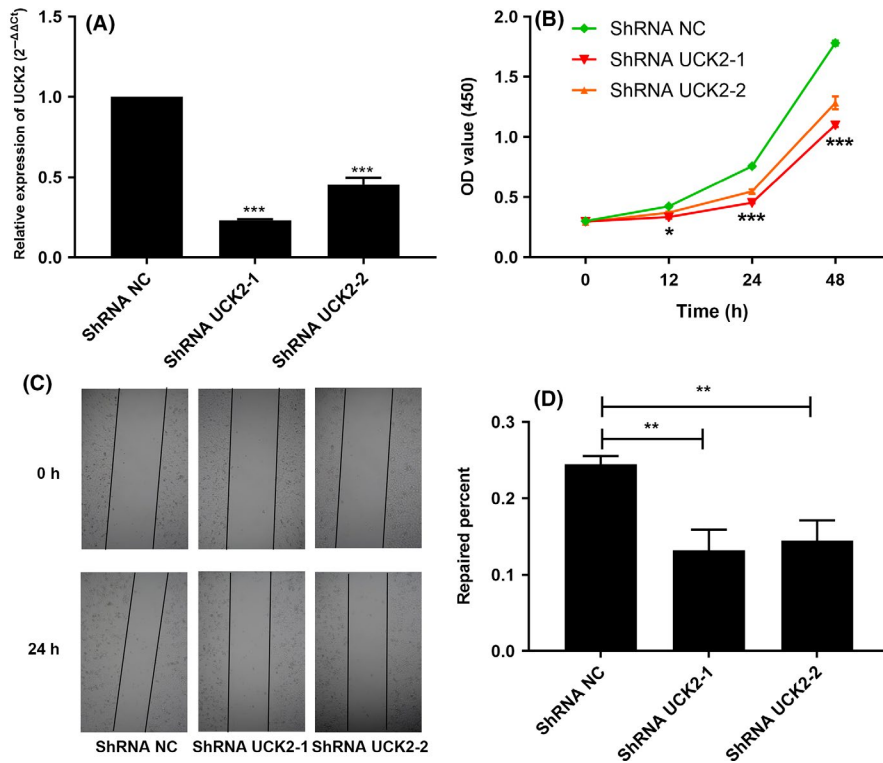 (A)
Relative expression of UCK2 (2^−ΔΔCt)
1.5
1.0
0.5
0.0
***
***
ShRNA NC
ShRNA UCK2-1
ShRNA UCK2-2
(B)
OD value (450)
2.0
1.5
1.0
0.5
0.0
ShRNA NC
ShRNA UCK2-1
ShRNA UCK2-2
*
***
***
0 12 24 48
Time (h)
(C)
0 h
24 h
ShRNA NC ShRNA UCK2-1 ShRNA UCK2-2
(D)
Repaired percent
0.3
0.2
0.1
0.0
**
**
ShRNA NC
ShRNA UCK2-1
ShRNA UCK2-2